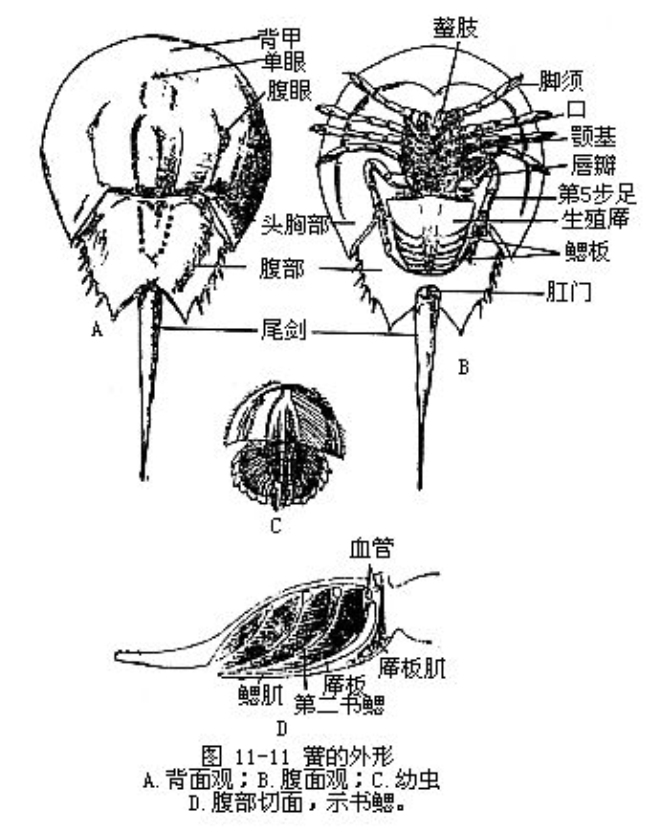 背甲
单眼
腹眼
螯肢
脚须
口
颚基
唇瓣
第5步足
生殖厣
头胸部
腹部
鳃板
肛门
尾剑
A
B
C
血管
鳃肌
厣板
第二书鳃
厣板肌
D
图 11-11 鲎的外形
A.背面观；B.腹面观；C.幼虫
D.腹部切面，示书鳃。